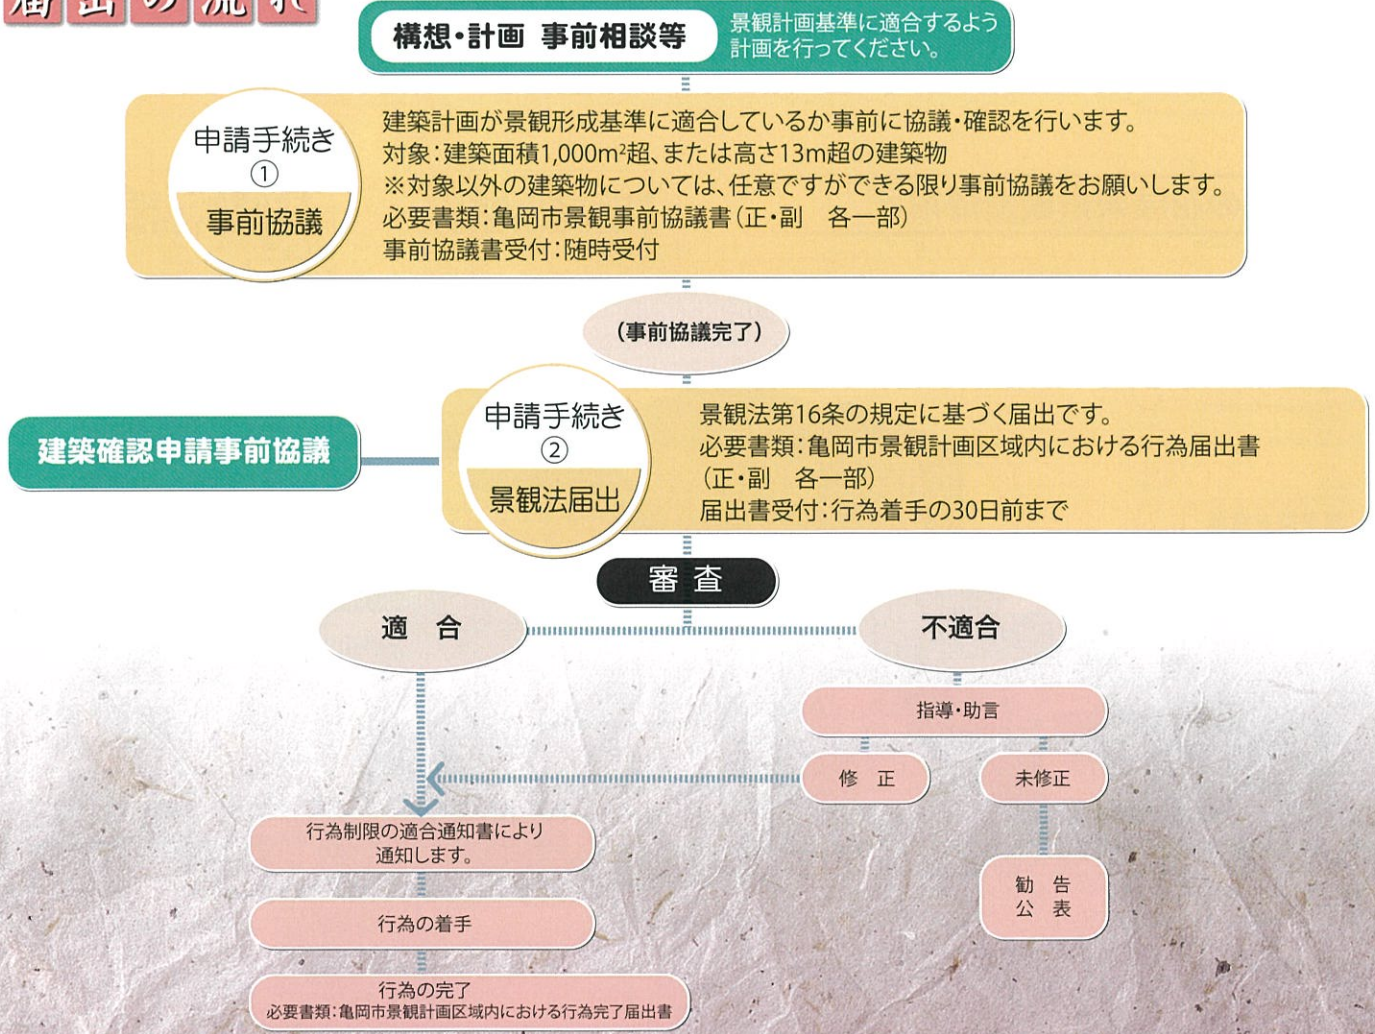 届出の流れ
構想・計画 事前相談等
景観計画基準に適合するよう
計画を行ってください。
申請手続き
①
事前協議
建築計画が景観形成基準に適合しているか事前に協議・確認を行います。
対象：建築面積1,000m²超、または高さ13m超の建築物
※対象以外の建築物については、任意ですができる限り事前協議をお願いします。
必要書類：亀岡市景観事前協議書（正・副　各一部）
事前協議書受付：随時受付
（事前協議完了）
建築確認申請事前協議
申請手続き
②
景観法届出
景観法第16条の規定に基づく届出です。
必要書類：亀岡市景観計画区域内における行為届出書
（正・副　各一部）
届出書受付：行為着手の30日前まで
審 査
適　合
不適合
指導・助言
修　正
未修正
行為制限の適合通知書により
通知します。
勧　告
公　表
行為の着手
行為の完了
必要書類：亀岡市景観計画区域内における行為完了届出書